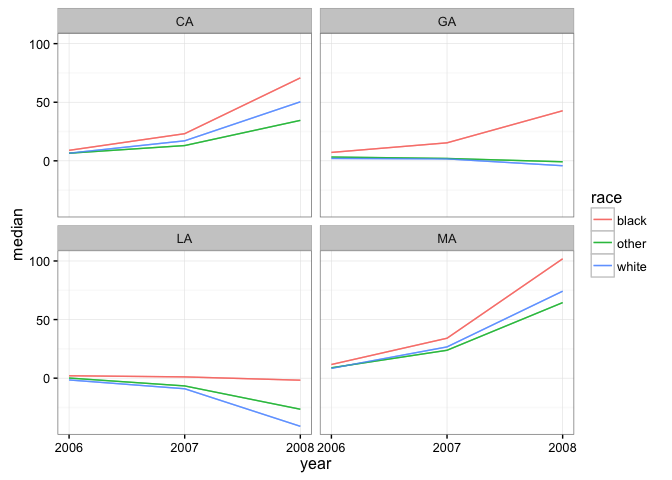 CA
GA
100
50
0
LA
MA
100
50
0
2006
2007
2008
2006
2007
2008
year
median
race
black
other
white